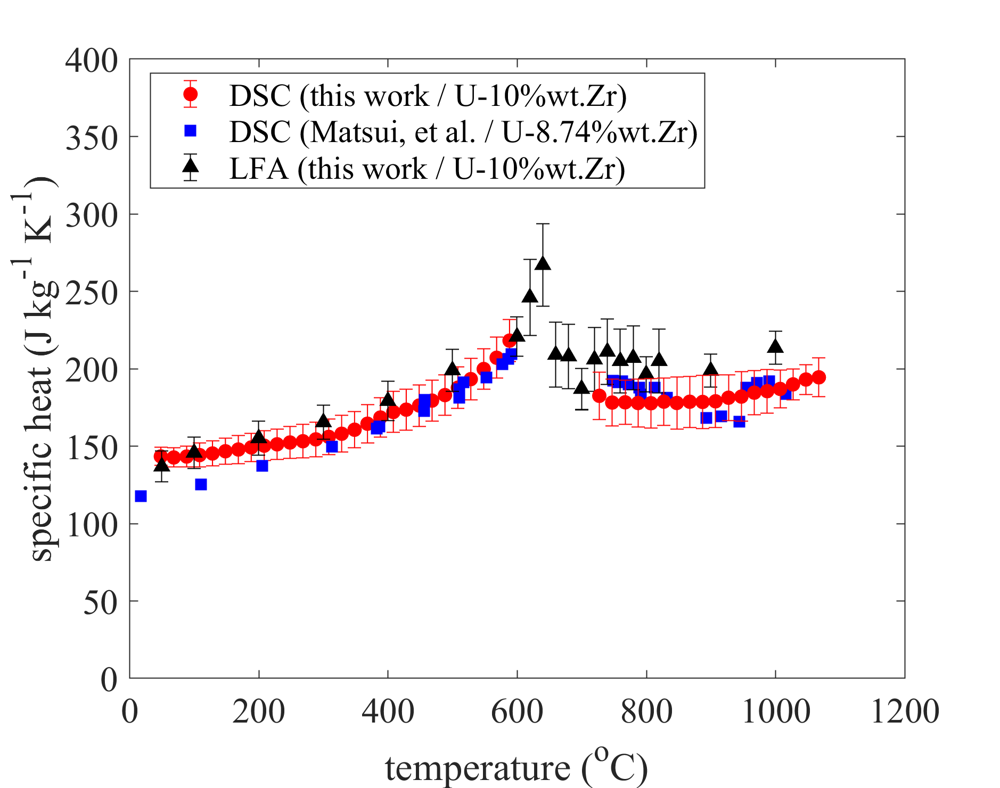 400
350
300
250
200
150
100
50
0
DSC (this work / U-10%wt.Zr)
DSC (Matsui, et al. / U-8.74%wt.Zr)
LFA (this work / U-10%wt.Zr)
specific heat (J kg⁻¹ K⁻¹)
0 200 400 600 800 1000 1200
temperature (°C)